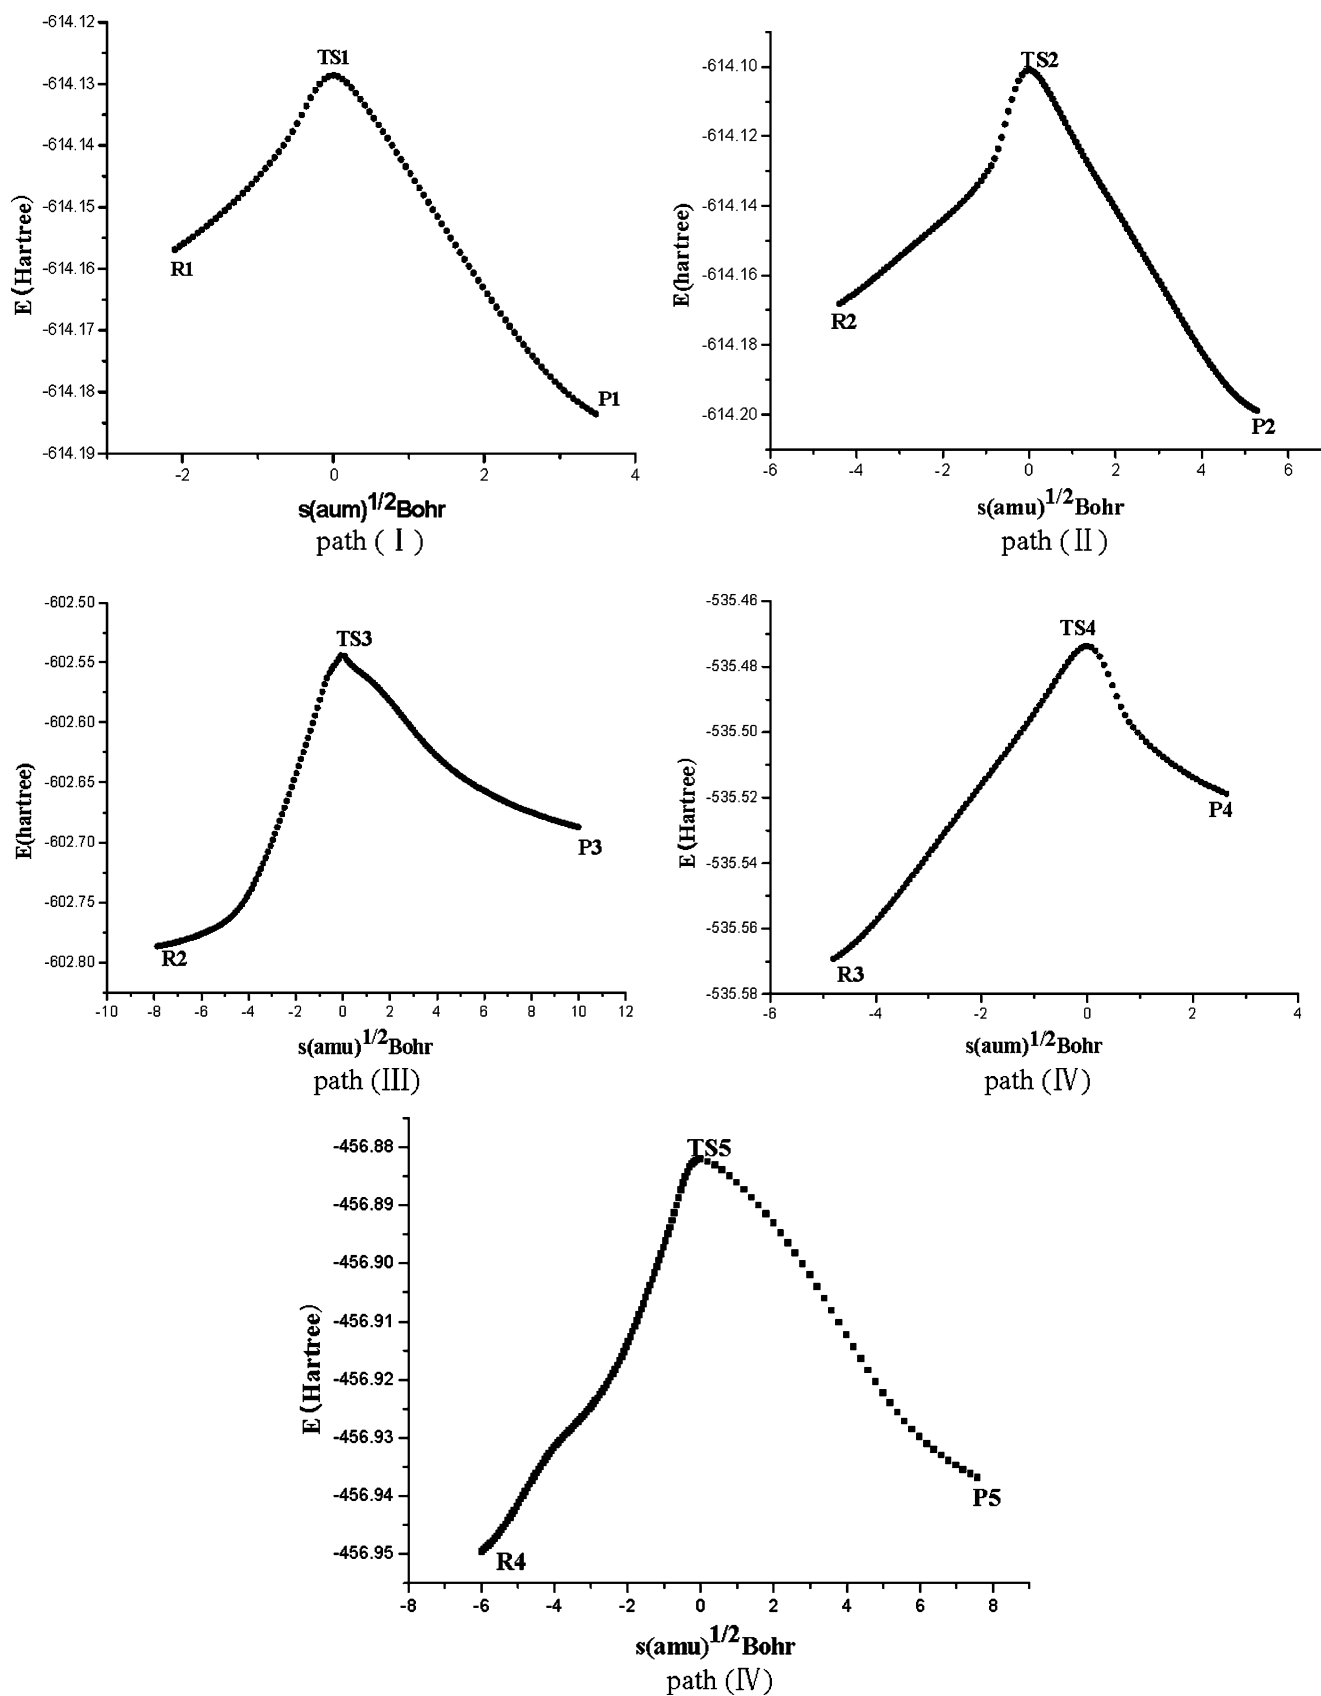 -614.12
-614.13
-614.14
-614.15
-614.16
-614.17
-614.18
-614.19
E (Hartree)
TS1
R1
P1
-2 0 2 4
s(aum)1/2Bohr
path ( Ⅰ )
-614.10
-614.12
-614.14
-614.16
-614.18
-614.20
E(hartree)
TS2
R2
P2
-6 -4 -2 0 2 4 6
s(amu)1/2Bohr
path ( Ⅱ )
-602.50
-602.55
-602.60
-602.65
-602.70
-602.75
-602.80
E(hartree)
TS3
P3
R2
-10 -8 -6 -4 -2 0 2 4 6 8 10 12
s(amu)1/2Bohr
path (Ⅲ)
-535.46
-535.48
-535.50
-535.52
-535.54
-535.56
-535.58
E (Hartree)
TS4
P4
R3
-6 -4 -2 0 2 4
s(aum)1/2Bohr
path (Ⅳ)
-456.88
-456.89
-456.90
-456.91
-456.92
-456.93
-456.94
-456.95
E (Hartree)
TS5
P5
R4
-8 -6 -4 -2 0 2 4 6 8
s(amu)1/2Bohr
path (Ⅳ)